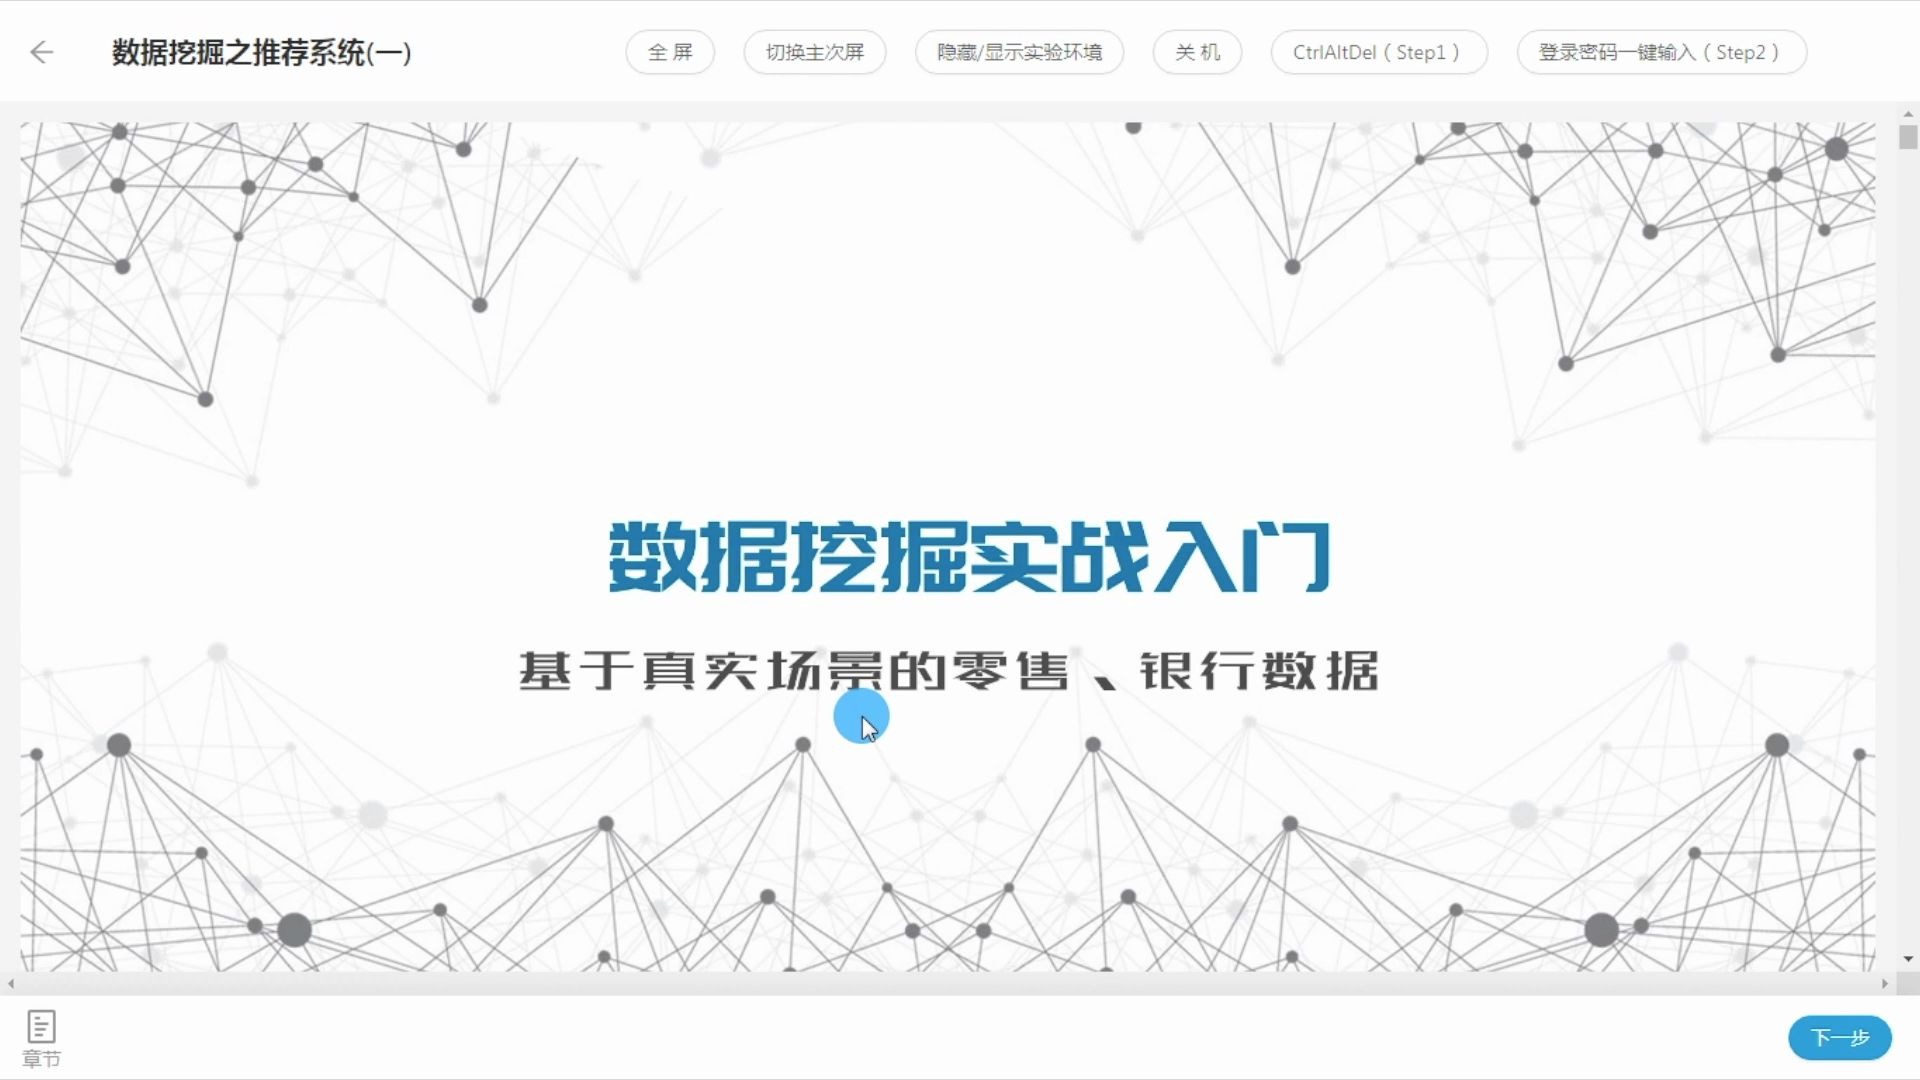 数据挖掘之推荐系统(一)
全 屏
切换主次屏
隐藏/显示实验环境
关 机
CtrlAltDel（Step1）
登录密码一键输入（Step2）
数据挖掘实战入门
基于真实场景的零售、银行数据
章节
下一步